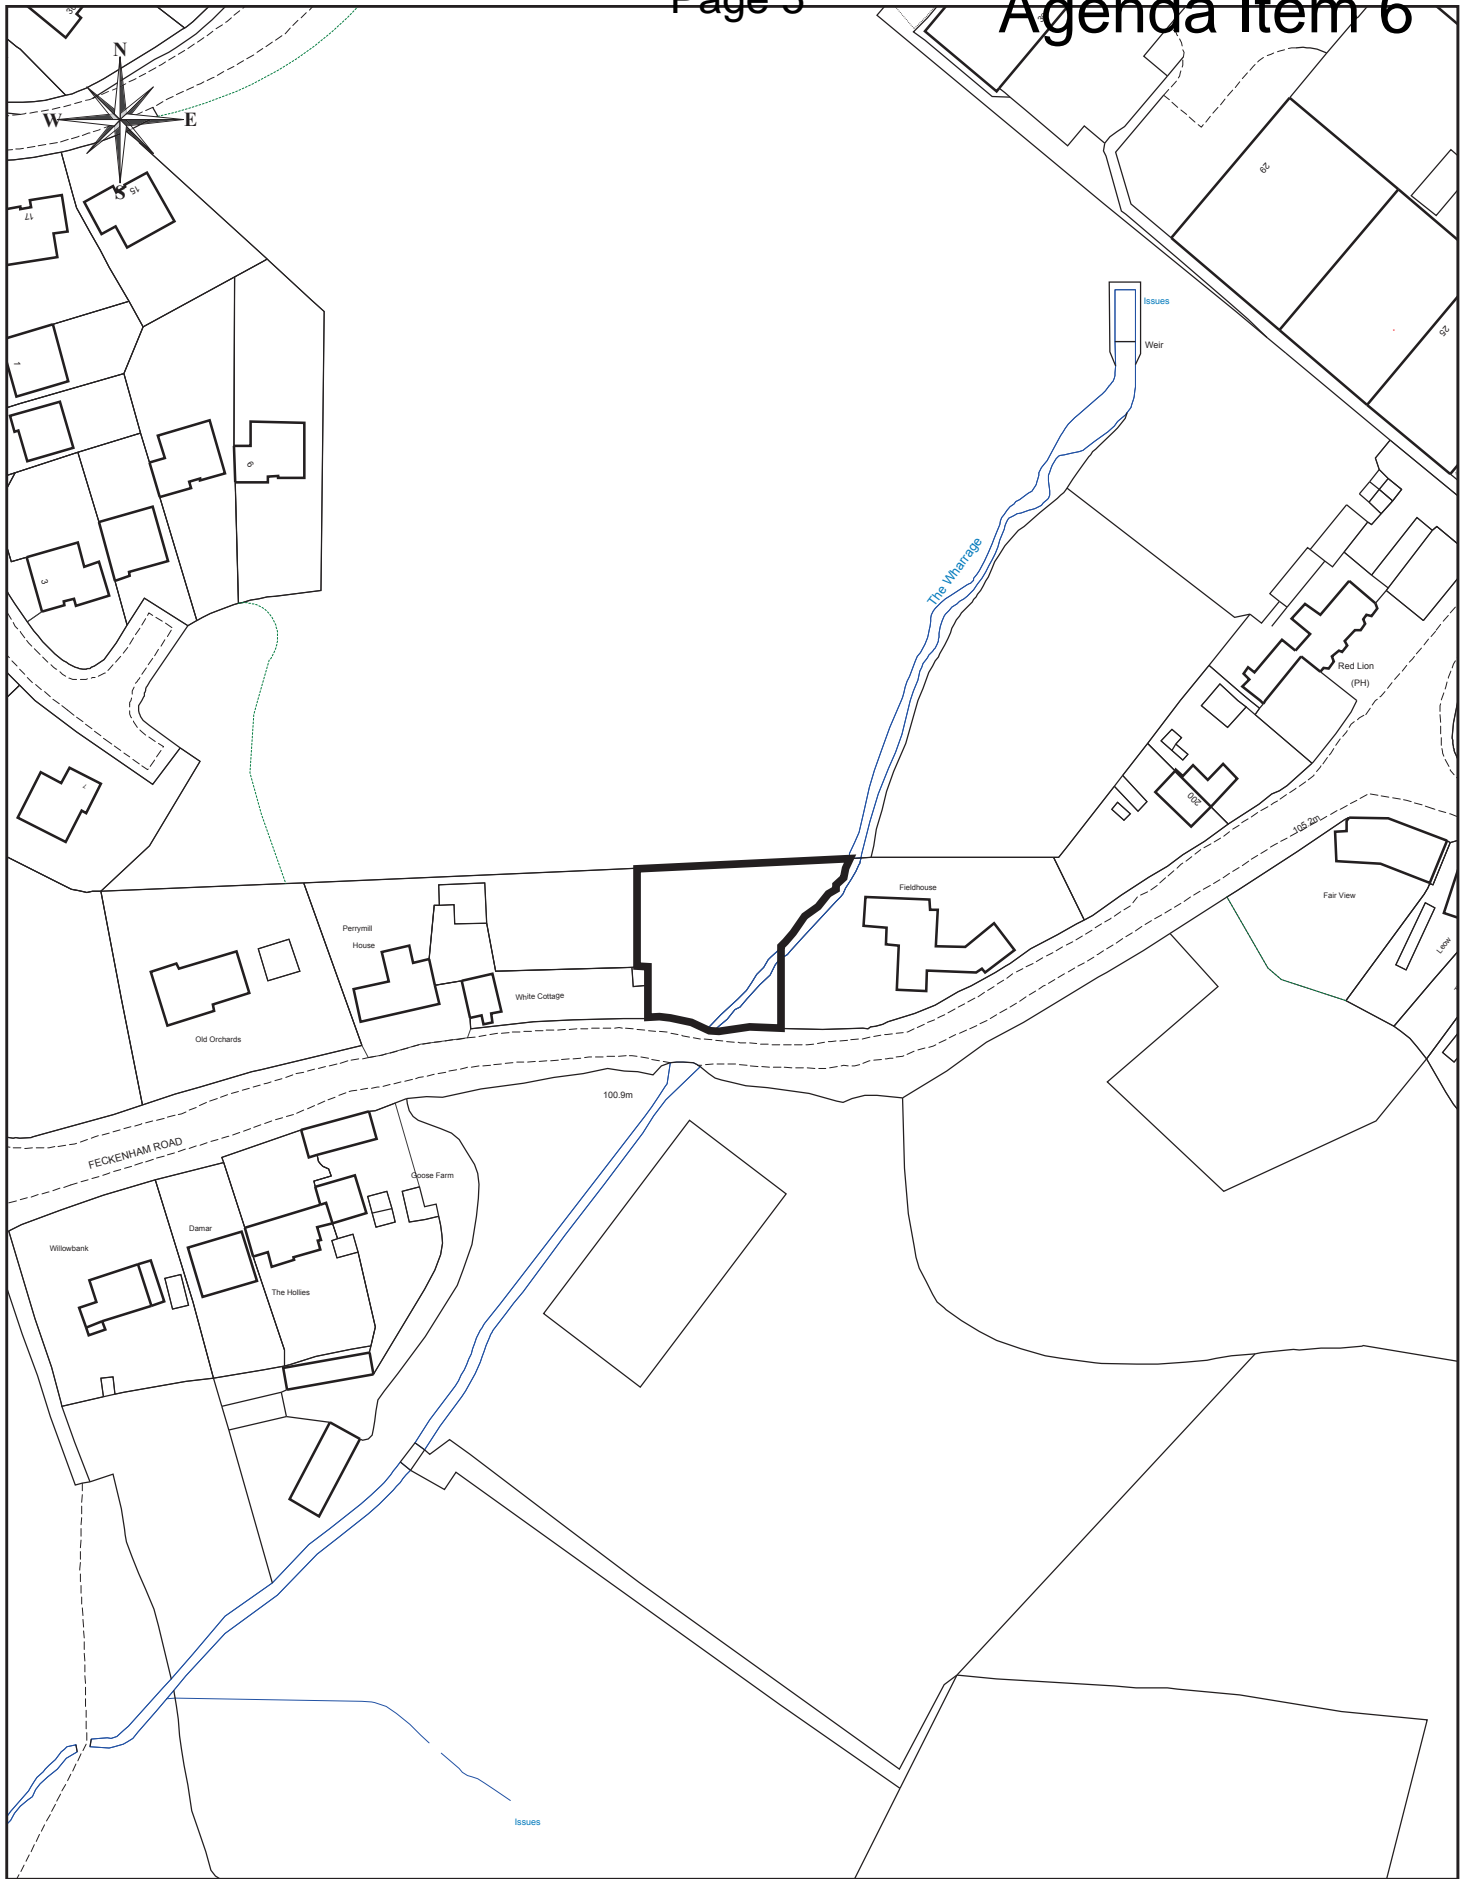 Page 5
Agenda Item 6
N
W
E
S
15
17
29
25
Issues
Weir
1
6
3
The Wharrage
Red Lion
(PH)
7
200
105.2m
Fieldhouse
Fair View
Perrymill
House
White Cottage
Old Orchards
100.9m
FECKENHAM ROAD
Goose Farm
Damar
Willowbank
The Hollies
Issues